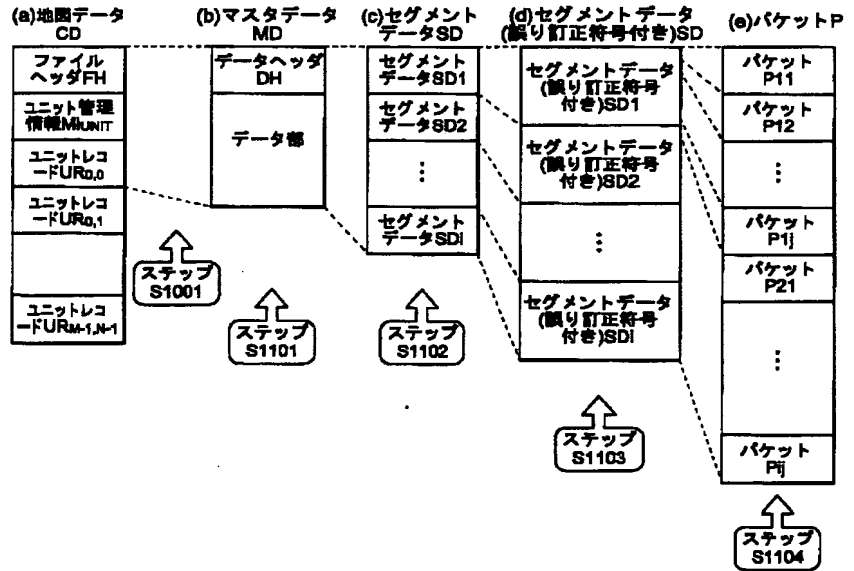 (a)地図データ
CD
ファイル
ヘッダFH
ユニット管理
情報MIUNIT
ユニットレコ
ードUR0,0
ユニットレコ
ードUR0,1
ユニットレコ
ードURM-1,N-1
ステップ
S1001
(b)マスタデータ
MD
データヘッダ
DH
データ部
ステップ
S1101
(c)セグメント
データSD
セグメント
データSD1
セグメント
データSD2
⋮
セグメント
データSDi
ステップ
S1102
(d)セグメントデータ
(誤り訂正符号付き)SD
セグメントデータ
(誤り訂正符号
付き)SD1
セグメントデータ
(誤り訂正符号
付き)SD2
⋮
セグメントデータ
(誤り訂正符号
付き)SDi
ステップ
S1103
(e)パケットP
パケット
P11
パケット
P12
⋮
パケット
P1j
パケット
P21
⋮
パケット
Pij
ステップ
S1104